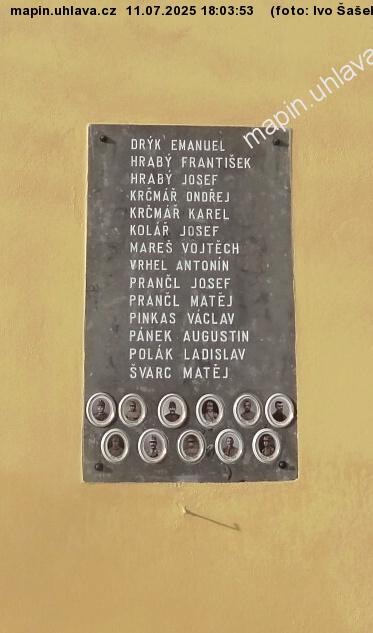 mapin.uhlava.cz 11.07.2025 18:03:53 (foto: Ivo Šašek
mapin.uhlava
DRÝK EMANUEL
HRABÝ FRANTIŠEK
HRABÝ JOSEF
KRČMÁŘ ONDŘEJ
KRČMÁŘ KAREL
KOLÁŘ JOSEF
MAREŠ VOJTĚCH
VRHEL ANTONÍN
PRANČL JOSEF
PRANČL MATĚJ
PINKAS VÁCLAV
PÁNEK AUGUSTIN
POLÁK LADISLAV
ŠVARC MATĚJ